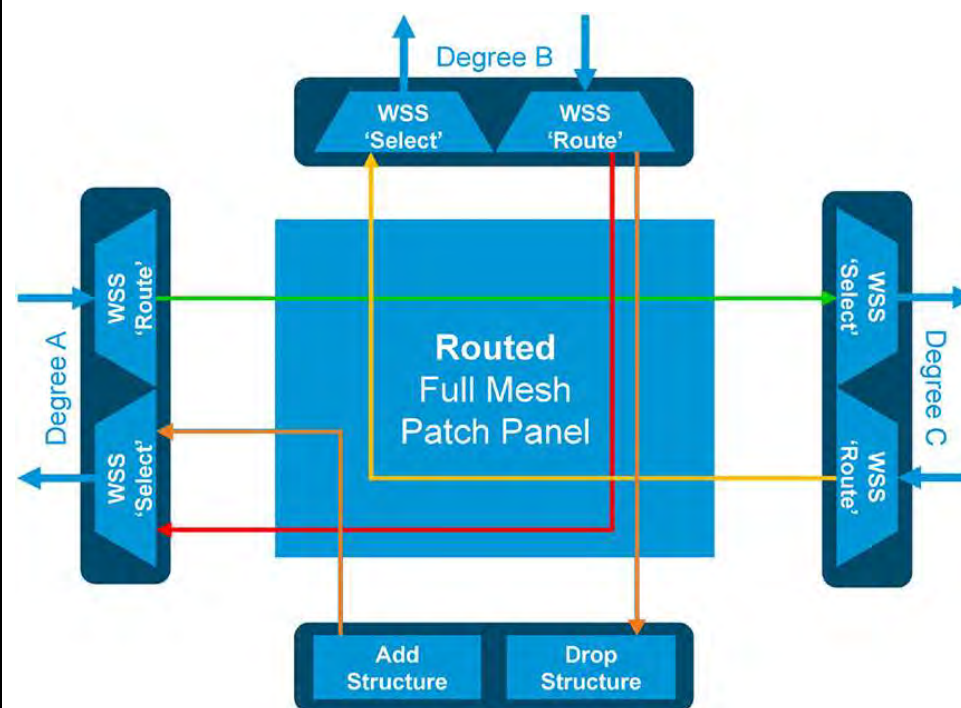 Degree B
WSS
'Select'
WSS
'Route'
Degree A
WSS
'Route'
WSS
'Select'
Routed
Full Mesh
Patch Panel
WSS
'Select'
WSS
'Route'
Degree C
Add
Structure
Drop
Structure